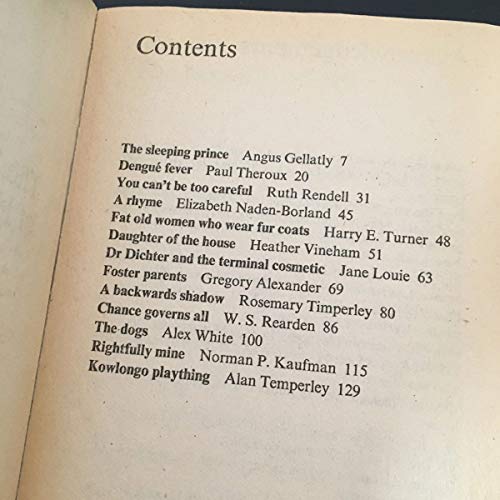 Contents
The sleeping prince Angus Gellatly 7
Dengué fever Paul Theroux 20
You can't be too careful Ruth Rendell 31
A rhyme Elizabeth Naden-Borland 45
Fat old women who wear fur coats Harry E. Turner 48
Daughter of the house Heather Vineham 51
Dr Dichter and the terminal cosmetic Jane Louie 63
Foster parents Gregory Alexander 69
A backwards shadow Rosemary Timperley 80
Chance governs all W. S. Rearden 86
The dogs Alex White 100
Rightfully mine Norman P. Kaufman 115
Kowlongo plaything Alan Temperley 129